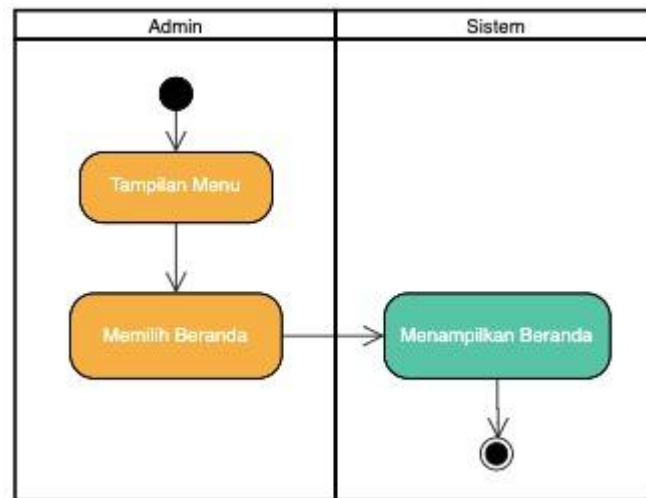 Admin
Sistem
Tampilan Menu
Memilih Beranda
Menampilkan Beranda